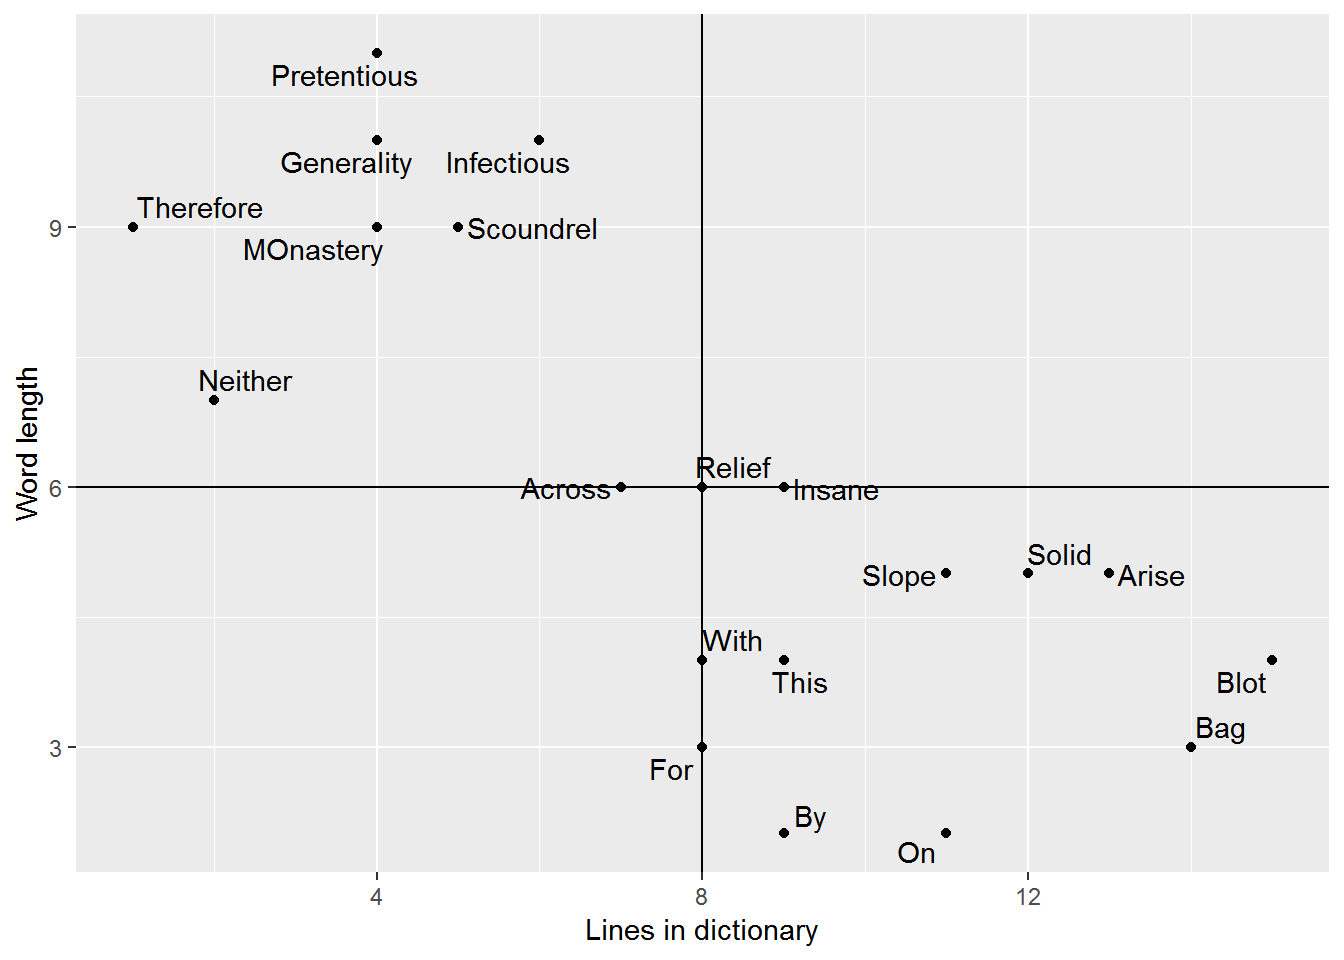 Pretentious
Generality
Infectious
Therefore
Scoundrel
MOnastery
9
Neither
Relief
Across
Insane
6
Solid
Slope
Arise
With
This
Blot
Bag
3
For
By
On
4
8
12
Lines in dictionary
Word length